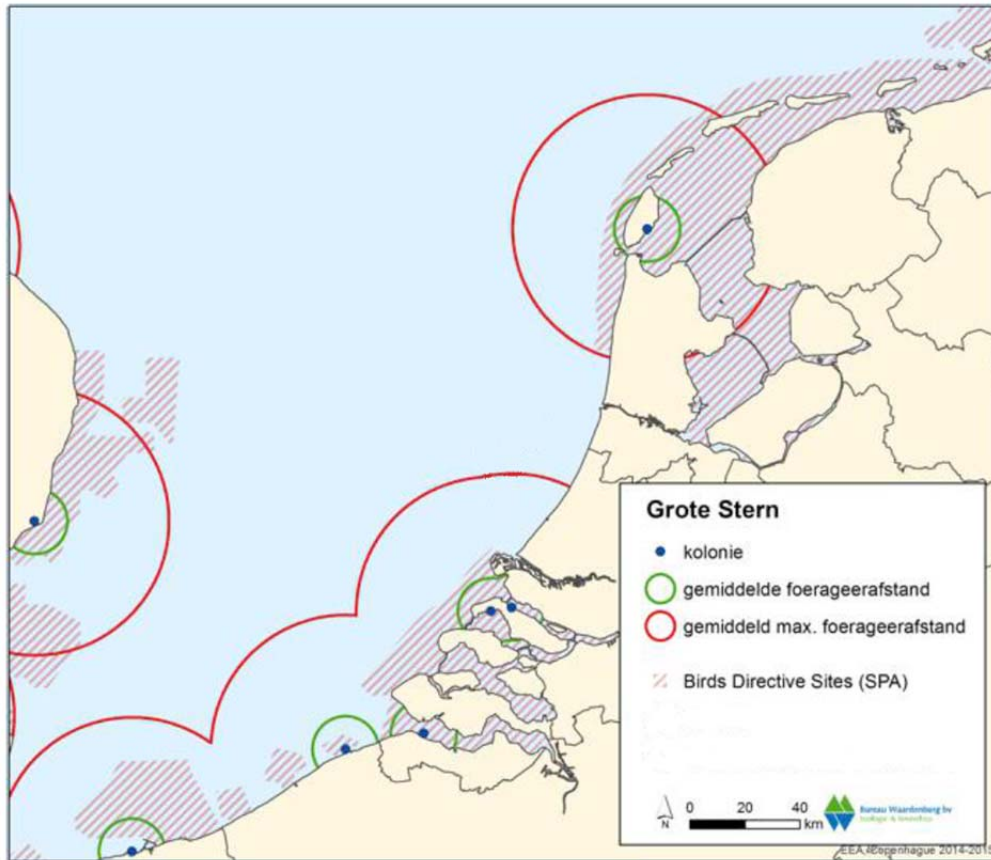 Grote Stern
kolonie
gemiddelde foerageerafstand
gemiddeld max. foerageerafstand
Birds Directive Sites (SPA)
N
0 20 40
km
Bureau Waardenburg bv
EEA, Copenhague 2014-2015